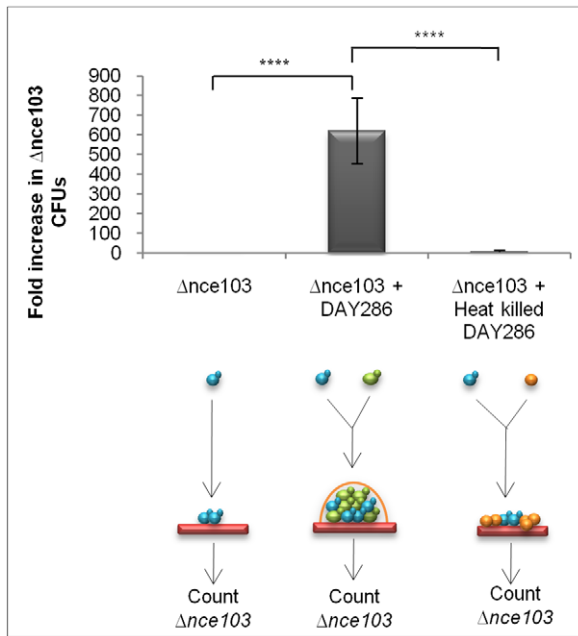 ****
****
Fold increase in Δnce103
CFUs
900
800
700
600
500
400
300
200
100
0
Δnce103
Δnce103 +
DAY286
Δnce103 +
Heat killed
DAY286
Count
Δnce103
Count
Δnce103
Count
Δnce103